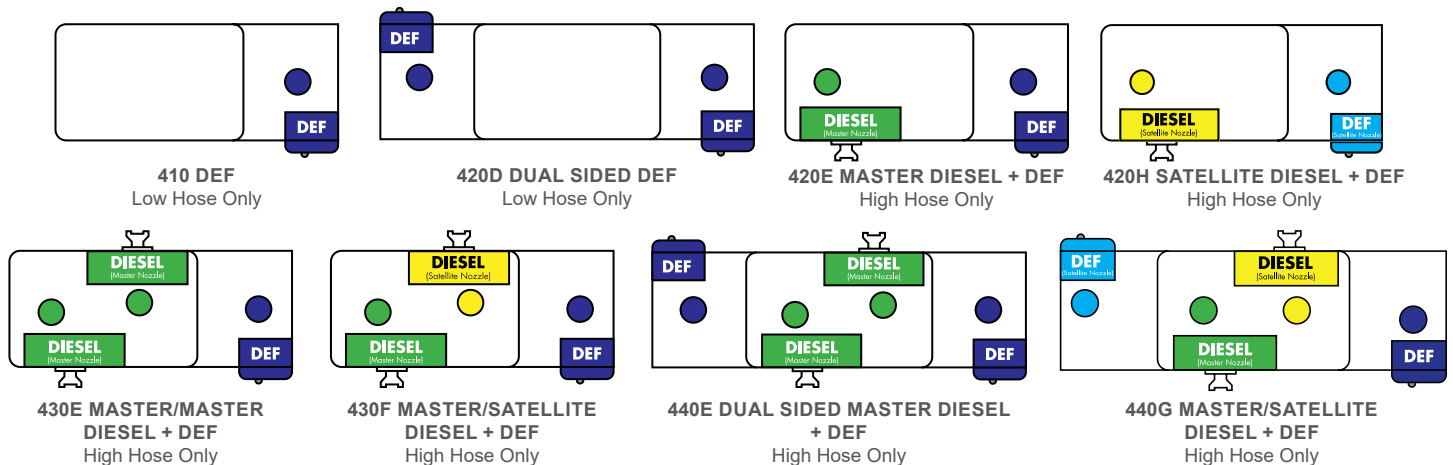 DEF
410 DEF
Low Hose Only
DEF
DEF
420D DUAL SIDED DEF
Low Hose Only
DIESEL
(Master Nozzle)
DEF
420E MASTER DIESEL + DEF
High Hose Only
DIESEL
(Satellite Nozzle)
DEF
(Satellite Nozzle)
420H SATELLITE DIESEL + DEF
High Hose Only
DIESEL
(Master Nozzle)
DIESEL
(Master Nozzle)
DEF
430E MASTER/MASTER
DIESEL + DEF
High Hose Only
DIESEL
(Satellite Nozzle)
DIESEL
(Master Nozzle)
DEF
430F MASTER/SATELLITE
DIESEL + DEF
High Hose Only
DEF
DIESEL
(Master Nozzle)
DIESEL
(Master Nozzle)
DEF
440E DUAL SIDED MASTER DIESEL
+ DEF
High Hose Only
DEF
(Satellite Nozzle)
DIESEL
(Satellite Nozzle)
DIESEL
(Master Nozzle)
DEF
440G MASTER/SATELLITE
DIESEL + DEF
High Hose Only